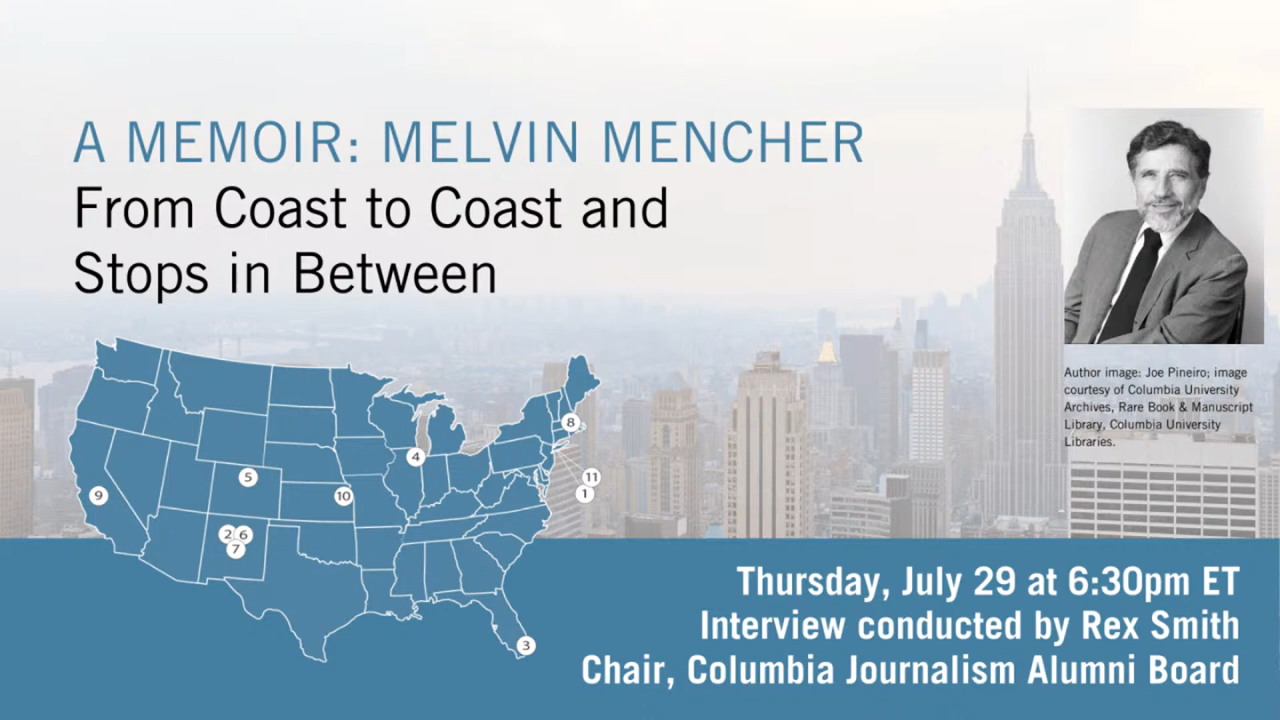 A MEMOIR: MELVIN MENCHER
From Coast to Coast and
Stops in Between
Author image: Joe Pineiro; image
courtesy of Columbia University
Archives, Rare Book & Manuscript
Library, Columbia University
Libraries.
8
4
5
11
9
10
1
2 6
7
3
Thursday, July 29 at 6:30pm ET
Interview conducted by Rex Smith
Chair, Columbia Journalism Alumni Board